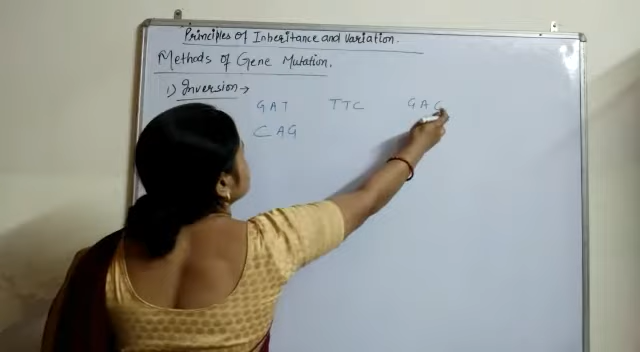 Principles of Inheritance and Variation.
Methods of Gene Mutation.
1) Inversion→
GAT TTC GAC
CAG